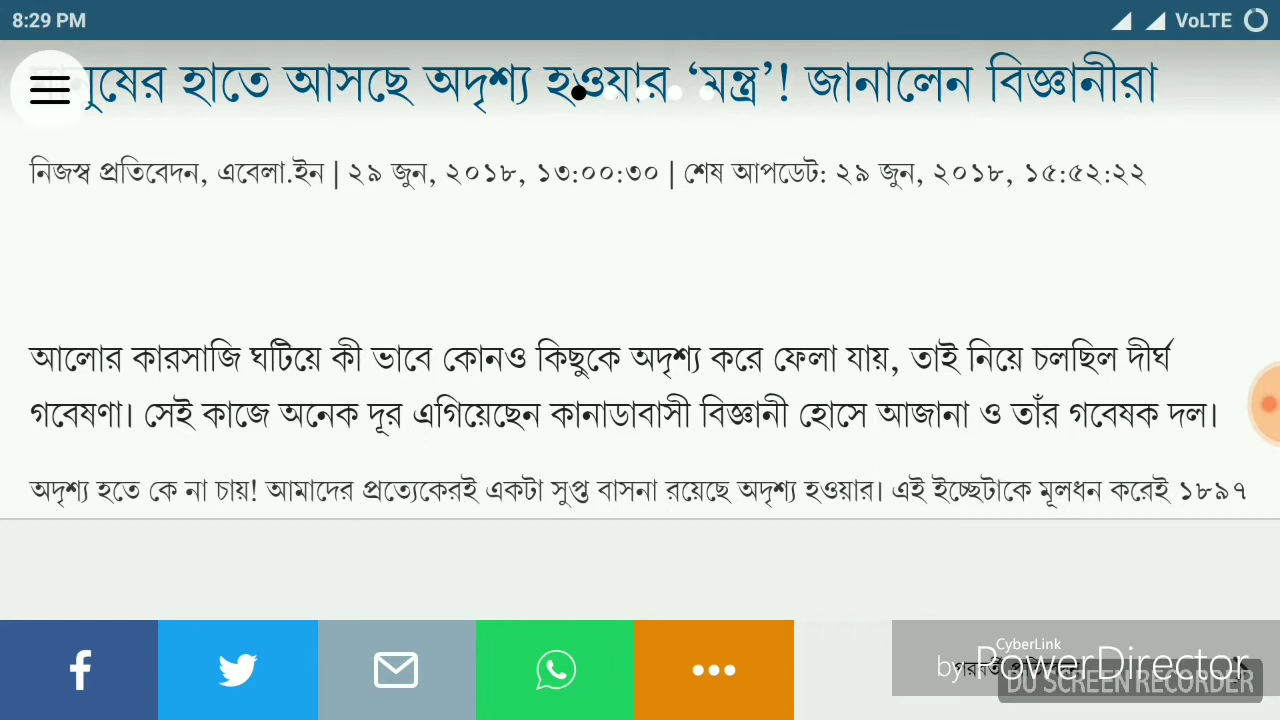 8:29 PM VoLTE
হাতে আসছে অদৃশ্য হওয়ার ‘মন্ত্র’! জানালেন বিজ্ঞানীরা
নিজস্ব প্রতিবেদন, এবেলা.ইন | ২৯ জুন, ২০১৮, ১৩:০০:৩০ | শেষ আপডেট: ২৯ জুন, ২০১৮, ১৫:৫২:২২
আলোর কারসাজি ঘটিয়ে কী ভাবে কোনও কিছুকে অদৃশ্য করে ফেলা যায়, তাই নিয়ে চলছিল দীর্ঘ
গবেষণা। সেই কাজে অনেক দূর এগিয়েছেন কানাডাবাসী বিজ্ঞানী হোসে আজানা ও তাঁর গবেষক দল।
অদৃশ্য হতে কে না চায়! আমাদের প্রত্যেকেরই একটা সুপ্ত বাসনা রয়েছে অদৃশ্য হওয়ার। এই ইচ্ছেটাকে মূলধন করেই ১৮৯৭
CyberLink
by PowerDirector
DU SCREEN RECORDER